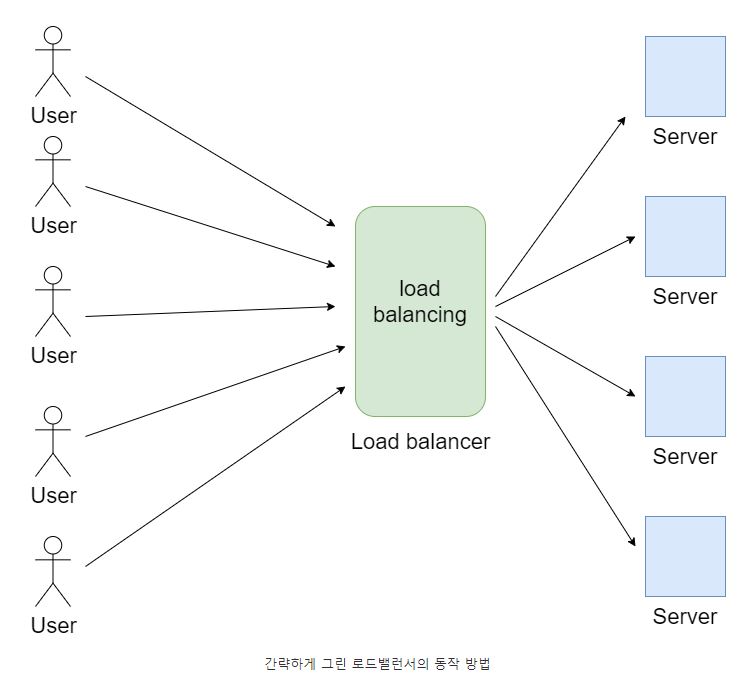 User
User
User
User
User
load
balancing
Load balancer
Server
Server
Server
Server
간략하게 그린 로드밸런서의 동작 방법